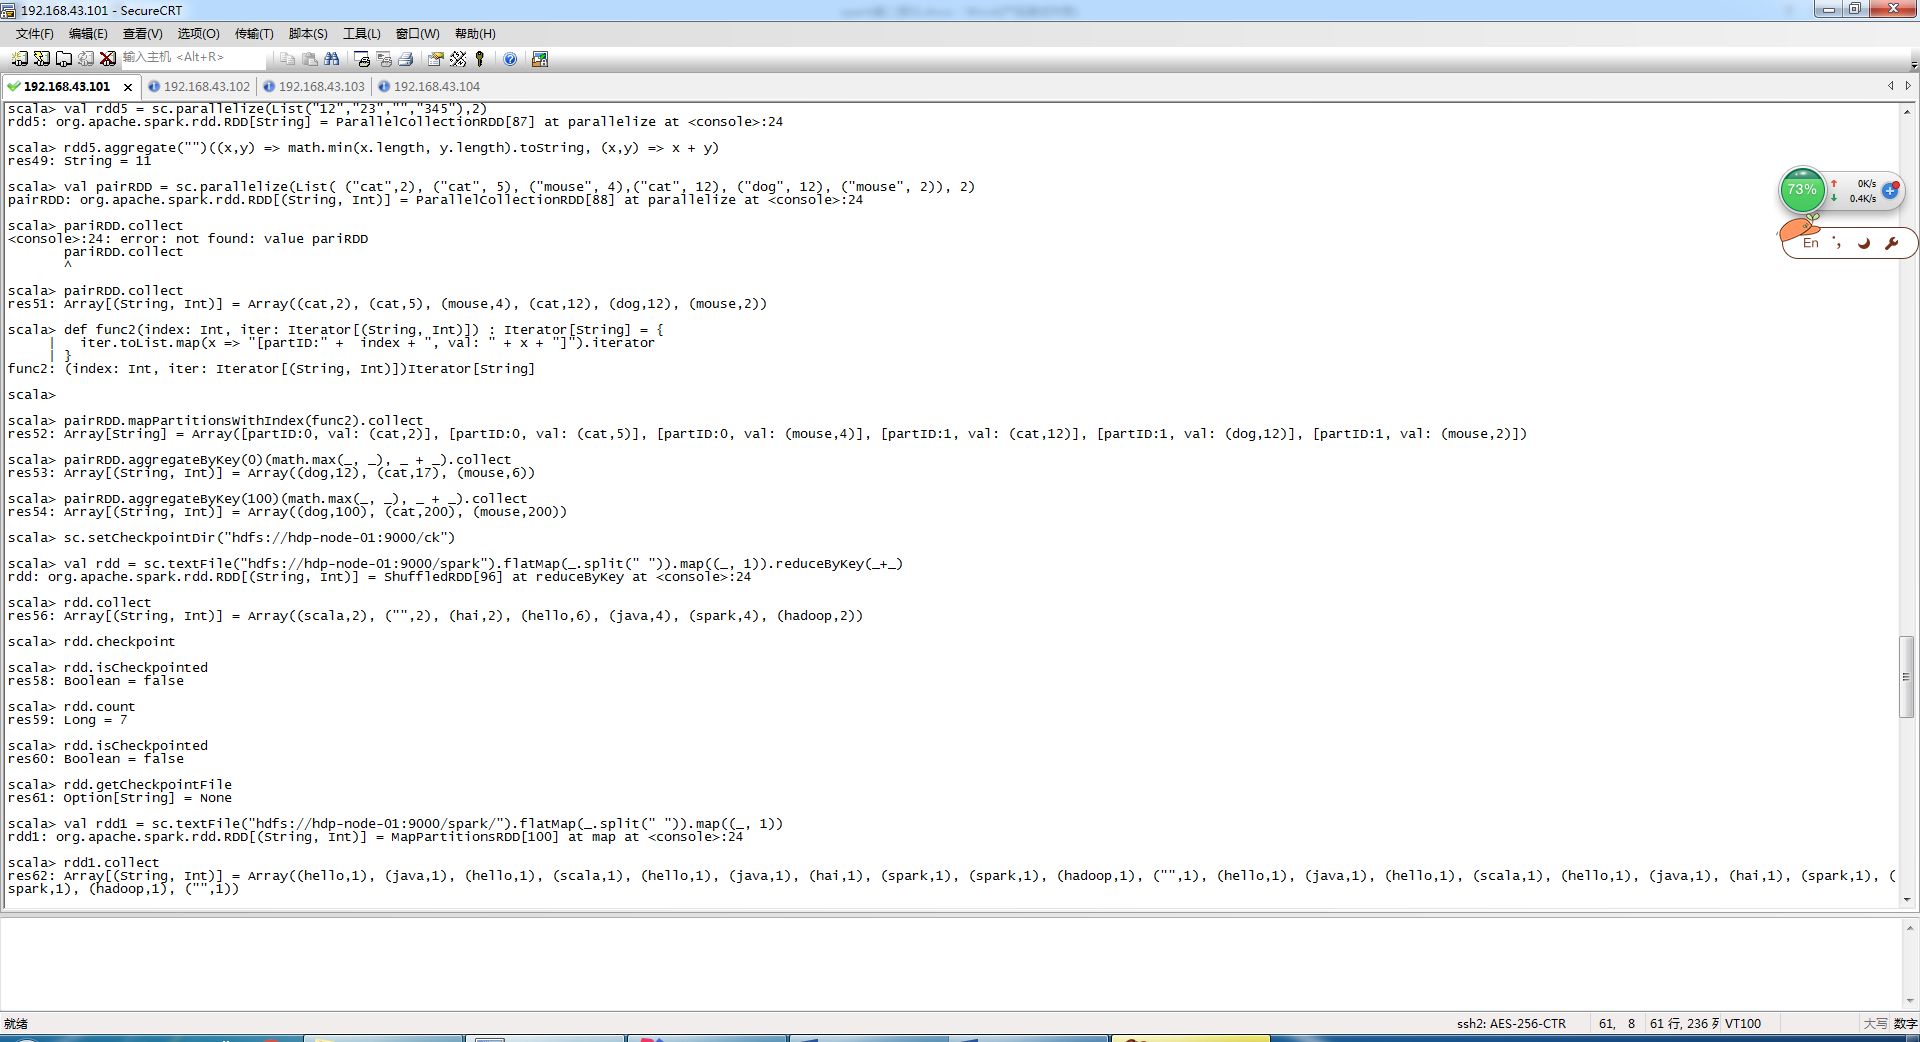 192.168.43.101 - SecureCRT
文件(F) 编辑(E) 查看(V) 选项(O) 传输(T) 脚本(S) 工具(L) 窗口(W) 帮助(H)
输入主机 <Alt+R>
192.168.43.101 192.168.43.102 192.168.43.103 192.168.43.104
scala> val rdd5 = sc.parallelize(List("12","23","","345"),2)
rdd5: org.apache.spark.rdd.RDD[String] = ParallelCollectionRDD[87] at parallelize at <console>:24
scala> rdd5.aggregate("")((x,y) => math.min(x.length, y.length).toString, (x,y) => x + y)
res49: String = 11
scala> val pairRDD = sc.parallelize(List( ("cat",2), ("cat", 5), ("mouse", 4),("cat", 12), ("dog", 12), ("mouse", 2)), 2)
pairRDD: org.apache.spark.rdd.RDD[(String, Int)] = ParallelCollectionRDD[88] at parallelize at <console>:24
scala> pariRDD.collect
<console>:24: error: not found: value pariRDD
pariRDD.collect
^
scala> pairRDD.collect
res51: Array[(String, Int)] = Array((cat,2), (cat,5), (mouse,4), (cat,12), (dog,12), (mouse,2))
scala> def func2(index: Int, iter: Iterator[(String, Int)]) : Iterator[String] = {
| iter.toList.map(x => "[partID:" +  index + ", val: " + x + "]").iterator
| }
func2: (index: Int, iter: Iterator[(String, Int)])Iterator[String]
scala>
scala> pairRDD.mapPartitionsWithIndex(func2).collect
res52: Array[String] = Array([partID:0, val: (cat,2)], [partID:0, val: (cat,5)], [partID:0, val: (mouse,4)], [partID:1, val: (cat,12)], [partID:1, val: (dog,12)], [partID:1, val: (mouse,2)])
scala> pairRDD.aggregateByKey(0)(math.max(_, _), _ + _).collect
res53: Array[(String, Int)] = Array((dog,12), (cat,17), (mouse,6))
scala> pairRDD.aggregateByKey(100)(math.max(_, _), _ + _).collect
res54: Array[(String, Int)] = Array((dog,100), (cat,200), (mouse,200))
scala> sc.setCheckpointDir("hdfs://hdp-node-01:9000/ck")
scala> val rdd = sc.textFile("hdfs://hdp-node-01:9000/spark").flatMap(_.split(" ")).map((_, 1)).reduceByKey(_+_)
rdd: org.apache.spark.rdd.RDD[(String, Int)] = ShuffledRDD[96] at reduceByKey at <console>:24
scala> rdd.collect
res56: Array[(String, Int)] = Array((scala,2), ("",2), (hai,2), (hello,6), (java,4), (spark,4), (hadoop,2))
scala> rdd.checkpoint
scala> rdd.isCheckpointed
res58: Boolean = false
scala> rdd.count
res59: Long = 7
scala> rdd.isCheckpointed
res60: Boolean = false
scala> rdd.getCheckpointFile
res61: Option[String] = None
scala> val rdd1 = sc.textFile("hdfs://hdp-node-01:9000/spark/").flatMap(_.split(" ")).map((_, 1))
rdd1: org.apache.spark.rdd.RDD[(String, Int)] = MapPartitionsRDD[100] at map at <console>:24
scala> rdd1.collect
res62: Array[(String, Int)] = Array((hello,1), (java,1), (hello,1), (scala,1), (hello,1), (java,1), (hai,1), (spark,1), (spark,1), (hadoop,1), ("",1), (hello,1), (java,1), (hello,1), (scala,1), (hello,1), (java,1), (hai,1), (spark,1), (
spark,1), (hadoop,1), ("",1))
73% 0K/s
0.4K/s
En
就绪 ssh2: AES-256-CTR 61, 8 61 行, 236 列 VT100 大写 数字